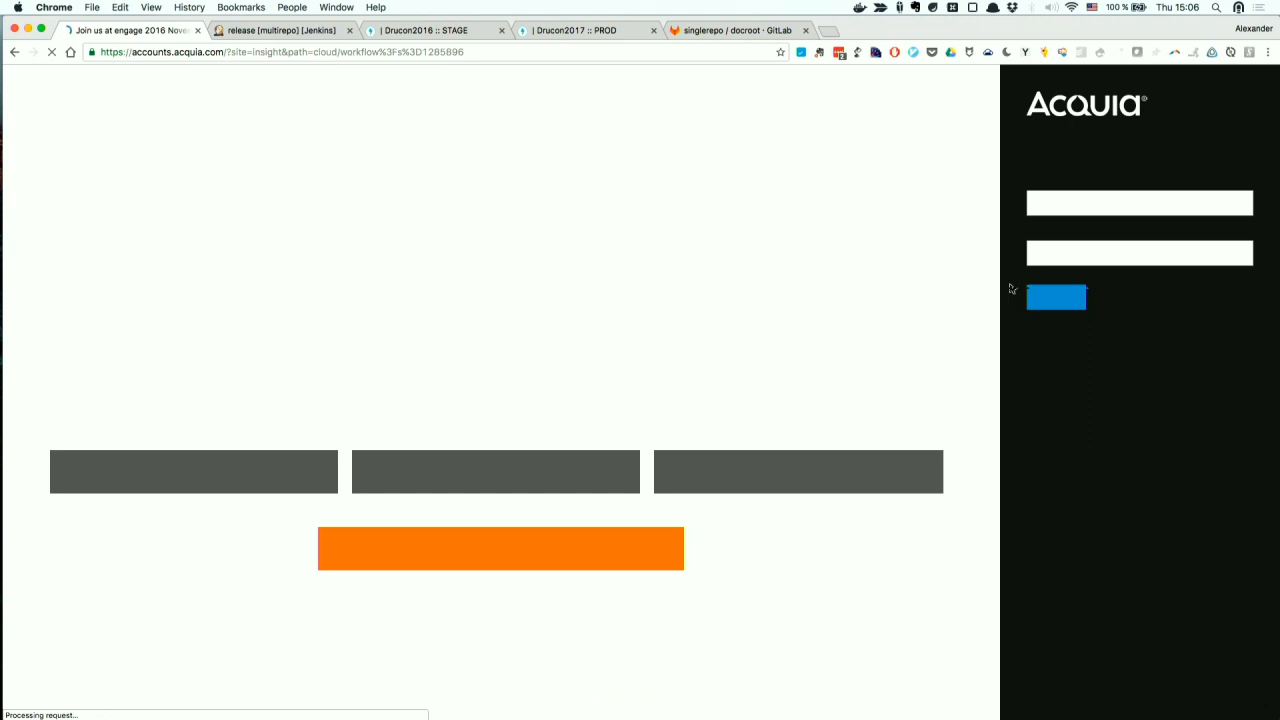 Chrome File Edit View History Bookmarks People Window Help 100 % Thu 15:06
Join us at engage 2016 Nove release [multirepo] [Jenkins] | Drucon2016 :: STAGE | Drucon2017 :: PROD singlerepo / docroot · GitLab Alexander
https://accounts.acquia.com/?site=insight&path=cloud/workflow%3Fs%3D1285896
ACQUIA
Processing request...